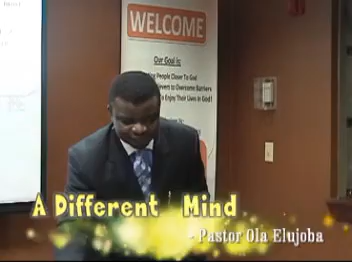 WELCOME
Our Goal is:
People Closer To God
to Overcome Barriers
Enjoy Their Lives in God!
A Different Mind
- Pastor Ola Elujoba